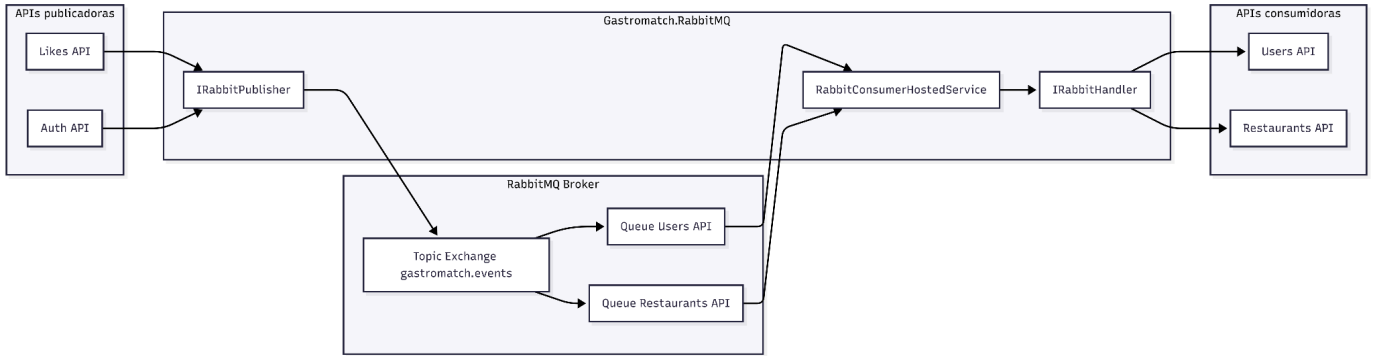 APIs publicadoras
Likes API
Auth API
Gastromatch.RabbitMQ
IRabbitPublisher
RabbitConsumerHostedService
IRabbitHandler
APIs consumidoras
Users API
Restaurants API
RabbitMQ Broker
Topic Exchange
gastromatch.events
Queue Users API
Queue Restaurants API